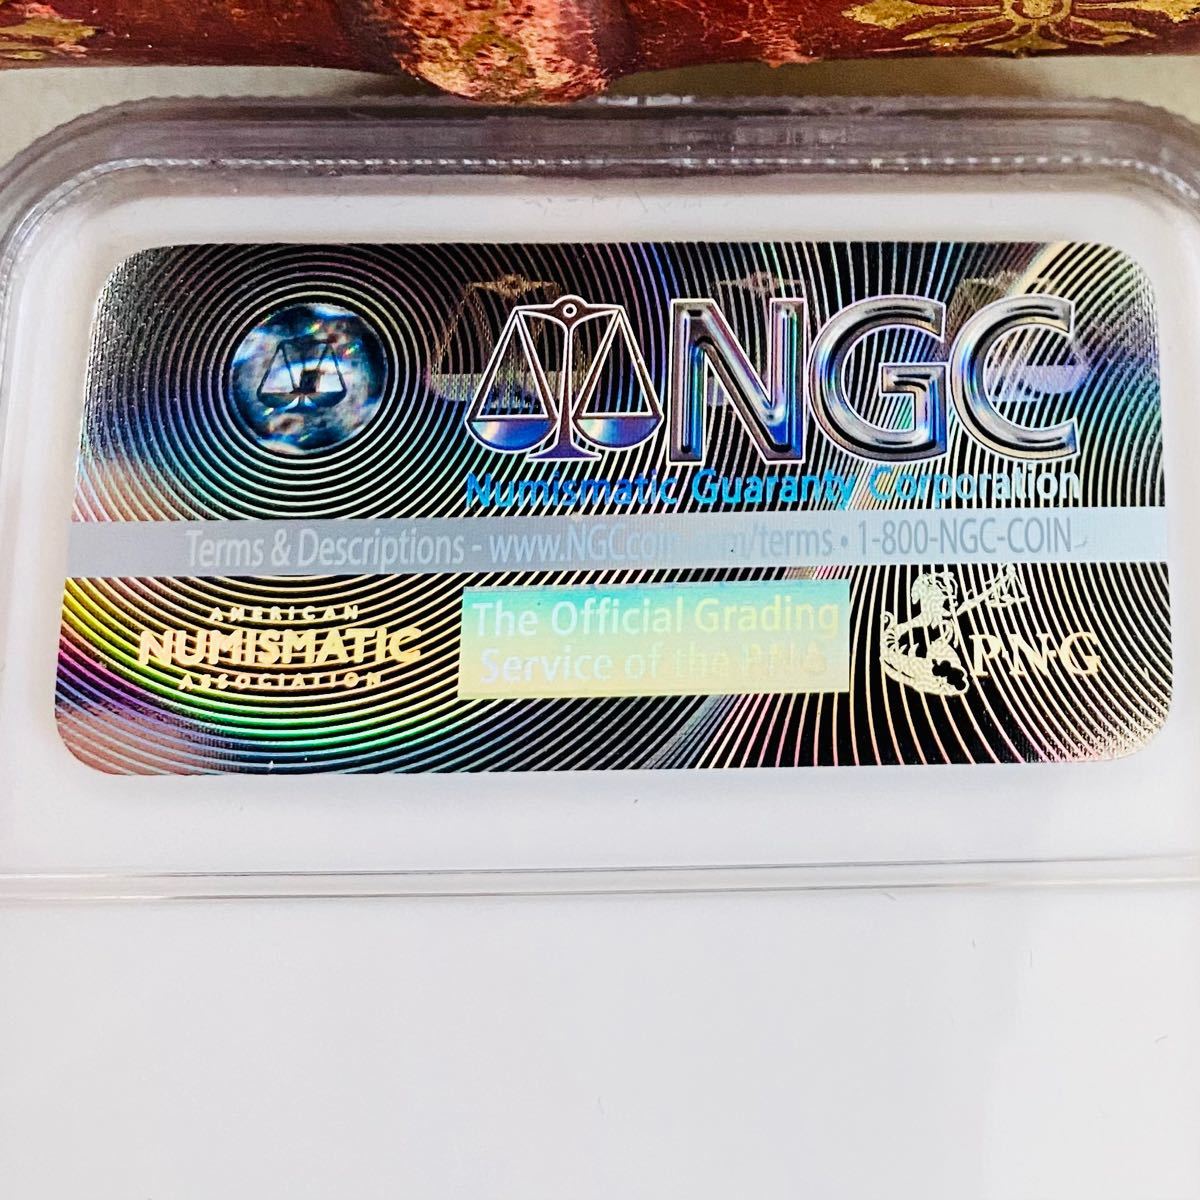 NGC
Numismatic Guaranty Corporation
Terms & Descriptions - www.NGCcoin.com/terms • 1-800-NGC-COIN
AMERICAN
NUMISMATIC
ASSOCIATION
The Official Grading
Service of the PNG